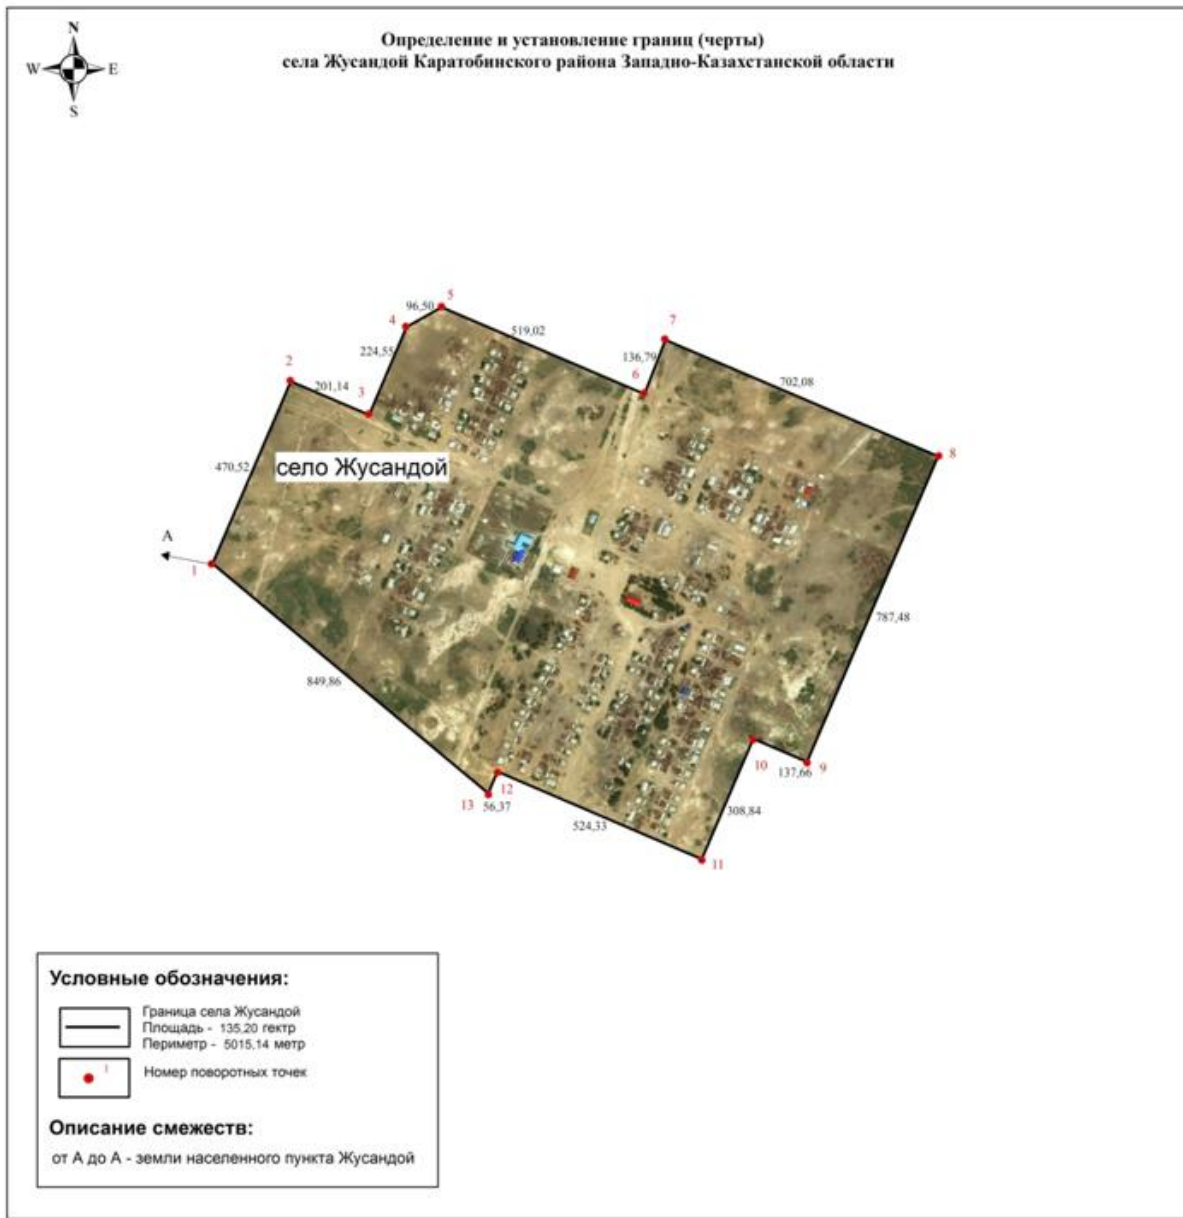 N
W E
S
Определение и установление границ (черты)
села Жусандой Каратобинского района Западно-Казахстанской области
5
96,50
4
519,02
7
224,55
136,79
2
6
702,08
201,14
3
8
470,52
село Жусандой
А
1
787,48
849,86
10
9
137,66
12
13
56,37
308,84
524,33
11
Условные обозначения:
Граница села Жусандой
Площадь - 135,20 гектр
Периметр - 5015,14 метр
1
Номер поворотных точек
Описание смежеств:
от А до А - земли населенного пункта Жусандой